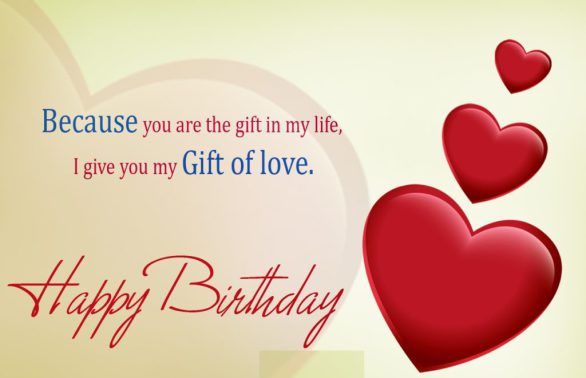 Because you are the gift in my life,
I give you my Gift of love.
Happy Birthday